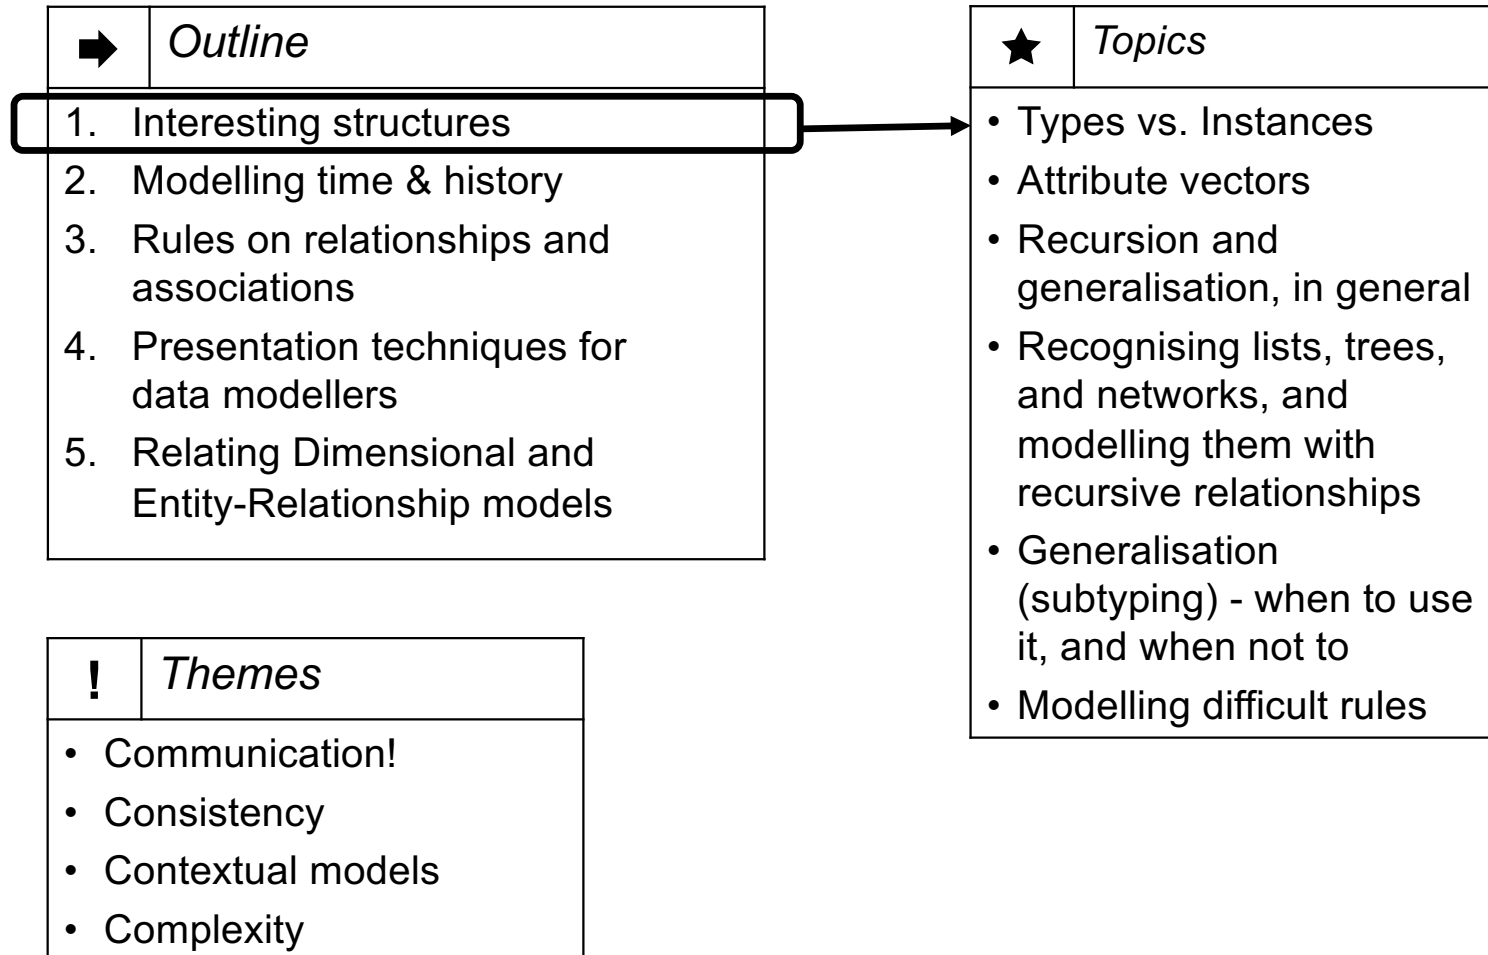 Outline
1. Interesting structures
2. Modelling time & history
3. Rules on relationships and
associations
4. Presentation techniques for
data modellers
5. Relating Dimensional and
Entity-Relationship models
! Themes
• Communication!
• Consistency
• Contextual models
• Complexity
Topics
• Types vs. Instances
• Attribute vectors
• Recursion and
generalisation, in general
• Recognising lists, trees,
and networks, and
modelling them with
recursive relationships
• Generalisation
(subtyping) - when to use
it, and when not to
• Modelling difficult rules